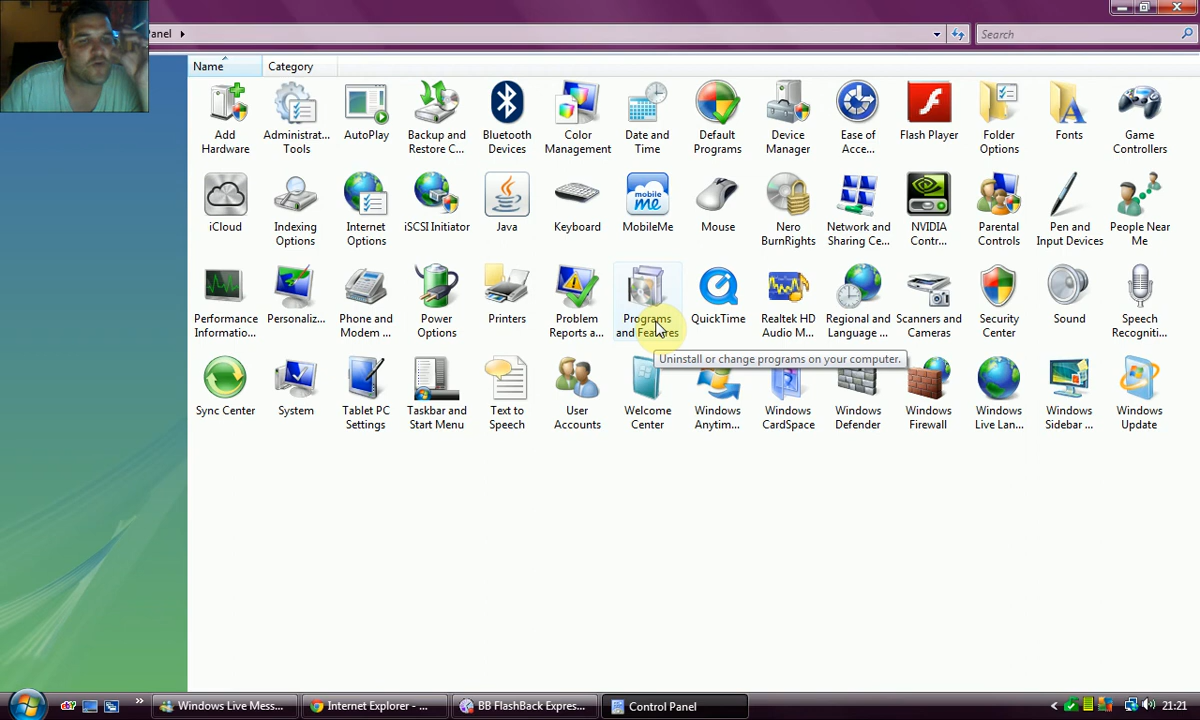 Panel
Search
Name Category
Add Hardware
Administrat... Tools
AutoPlay
Backup and Restore C...
Bluetooth Devices
Color Management
Date and Time
Default Programs
Device Manager
Ease of Acce...
Flash Player
Folder Options
Fonts
Game Controllers
iCloud
Indexing Options
Internet Options
iSCSI Initiator
Java
Keyboard
mobile me
MobileMe
Mouse
Nero BurnRights
Network and Sharing Ce...
NVIDIA Contr...
Parental Controls
Pen and Input Devices
People Near Me
Performance Informatio...
Personaliz...
Phone and Modem ...
Power Options
Printers
Problem Reports a...
Programs and Features
QuickTime
Realtek HD Audio M...
Regional and Language ...
Scanners and Cameras
Security Center
Sound
Speech Recogniti...
Uninstall or change programs on your computer.
Sync Center
System
Tablet PC Settings
Taskbar and Start Menu
Text to Speech
User Accounts
Welcome Center
Windows Anytim...
Windows CardSpace
Windows Defender
Windows Firewall
Windows Live Lan...
Windows Sidebar ...
Windows Update
Windows Live Mess...
Internet Explorer - ...
BB FlashBack Expres...
Control Panel
21:21